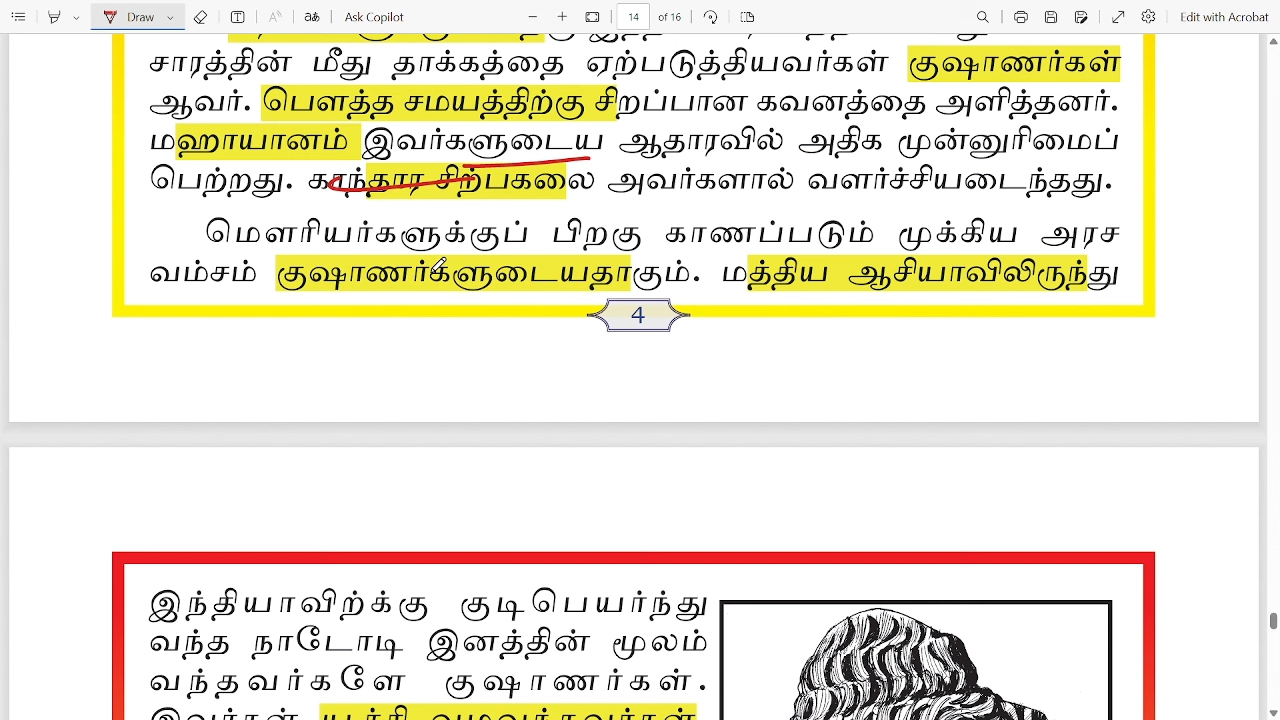 Draw
Ask Copilot
14 of 16
Edit with Acrobat
சாரத்தின் மீது தாக்கத்தை ஏற்படுத்தியவர்கள் குஷாணர்கள்
ஆவர். பௌத்த சமயத்திற்கு சிறப்பான கவனத்தை அளித்தனர்.
மஹாயானம் இவர்களுடைய ஆதாரவில் அதிக முன்னுரிமைப்
பெற்றது. காந்தார சிற்பகலை அவர்களால் வளர்ச்சியடைந்தது.
மௌரியர்களுக்குப் பிறகு காணப்படும் முக்கிய அரச
வம்சம் குஷாணர்களுடையதாகும். மத்திய ஆசியாவிலிருந்து
4
இந்தியாவிற்க்கு குடிபெயர்ந்து
வந்த நாடோடி இனத்தின் மூலம்
வந்தவர்களே குஷாணர்கள்.
இவர்கள்